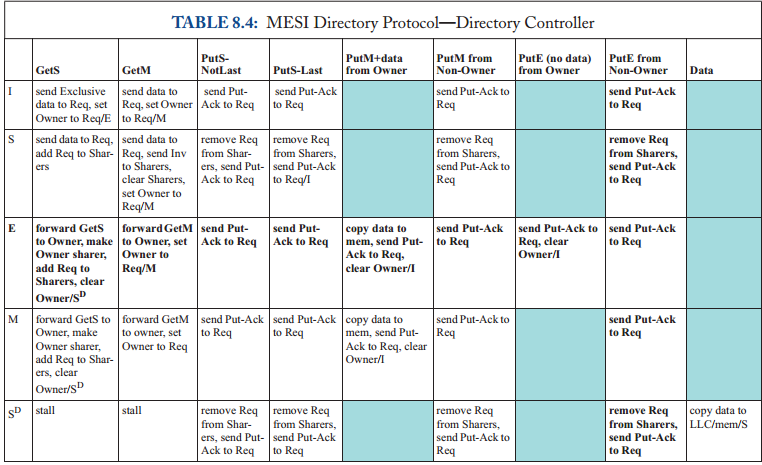 TABLE 8.4: MESI Directory Protocol—Directory Controller
GetS
GetM
PutS-
NotLast
PutS-Last
PutM+data
from Owner
PutM from
Non-Owner
PutE (no data)
from Owner
PutE from
Non-Owner
Data
I
send Exclusive
data to Req, set
Owner to Req/E
send data to
Req, set Owner
to Req/M
send Put-
Ack to Req
send Put-Ack
to Req
send Put-Ack to
Req
send Put-Ack
to Req
S
send data to Req,
add Req to Shar-
ers
send data to
Req, send Inv
to Sharers,
clear Sharers,
set Owner to
Req/M
remove Req
from Shar-
ers, send Put-
Ack to Req
remove Req
from Sharers,
send Put-Ack
to Req/I
remove Req
from Sharers,
send Put-Ack to
Req
remove Req
from Sharers,
send Put-Ack
to Req
E
forward GetS
to Owner, make
Owner sharer,
add Req to
Sharers, clear
Owner/S^D
forward GetM
to Owner, set
Owner to
Req/M
send Put-
Ack to Req
send Put-
Ack to Req
copy data to
mem, send Put-
Ack to Req,
clear Owner/I
send Put-Ack
to Req
send Put-Ack to
Req, clear
Owner/I
send Put-Ack
to Req
M
forward GetS to
Owner, make
Owner sharer,
add Req to Shar-
ers, clear
Owner/S^D
forward GetM
to owner, set
Owner to Req
send Put-Ack
to Req
send Put-Ack
to Req
copy data to
mem, send Put-
Ack to Req, clear
Owner/I
send Put-Ack to
Req
send Put-Ack
to Req
S^D
stall
stall
remove Req
from Shar-
ers, send Put-
Ack to Req
remove Req
from Sharers,
send Put-Ack
to Req
remove Req
from Sharers,
send Put-Ack to
Req
remove Req
from Sharers,
send Put-Ack
to Req
copy data to
LLC/mem/S